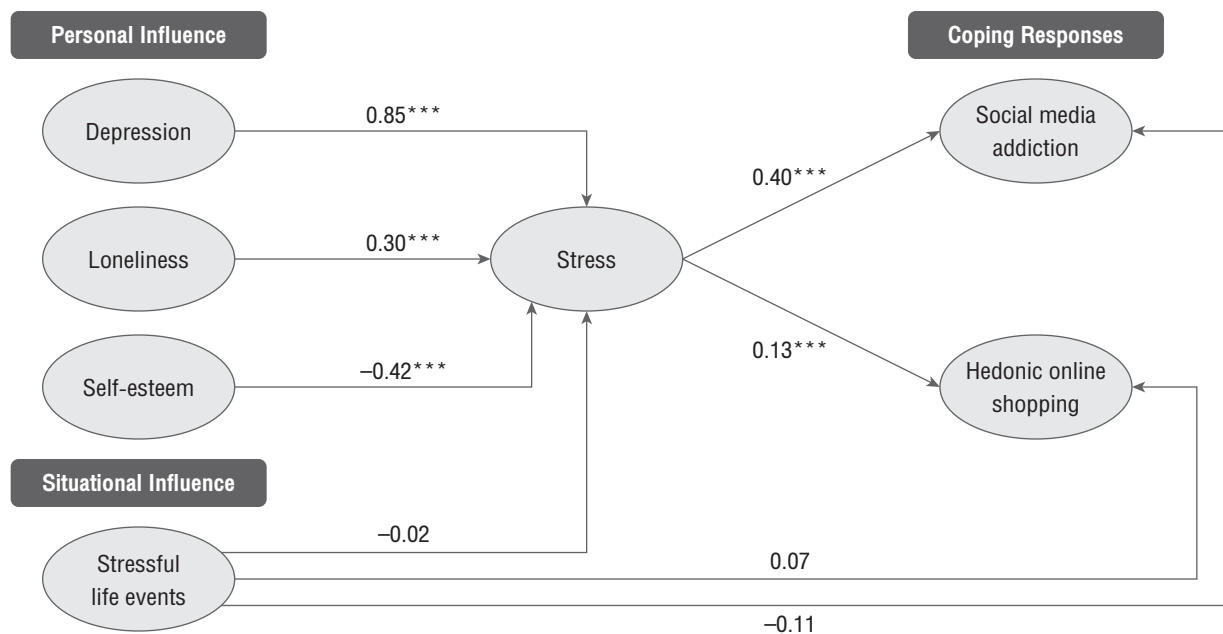 Personal Influence
Coping Responses
Depression
0.85***
Social media
addiction
0.40***
Loneliness
0.30***
Stress
Self-esteem
–0.42***
0.13***
Hedonic online
shopping
Situational Influence
Stressful
life events
–0.02
0.07
–0.11